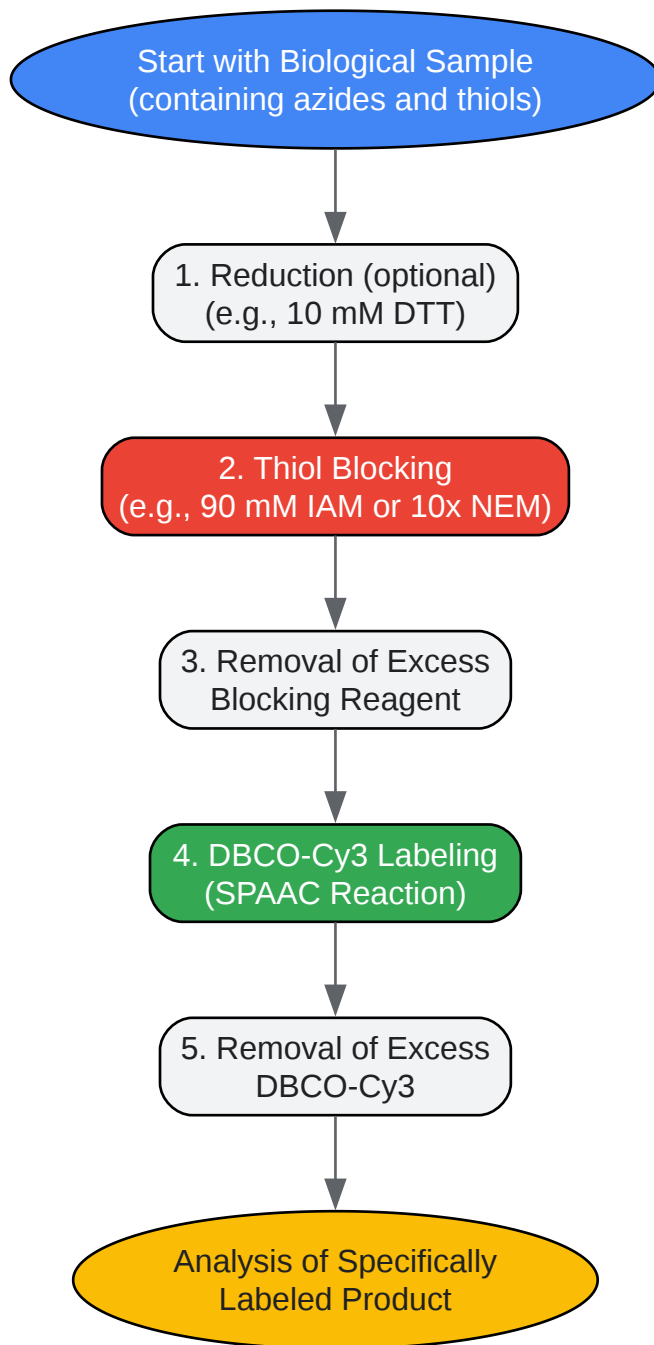 Start with Biological Sample
(containing azides and thiols)
1. Reduction (optional)
(e.g., 10 mM DTT)
2. Thiol Blocking
(e.g., 90 mM IAM or 10x NEM)
3. Removal of Excess
Blocking Reagent
4. DBCO-Cy3 Labeling
(SPAAC Reaction)
5. Removal of Excess
DBCO-Cy3
Analysis of Specifically
Labeled Product